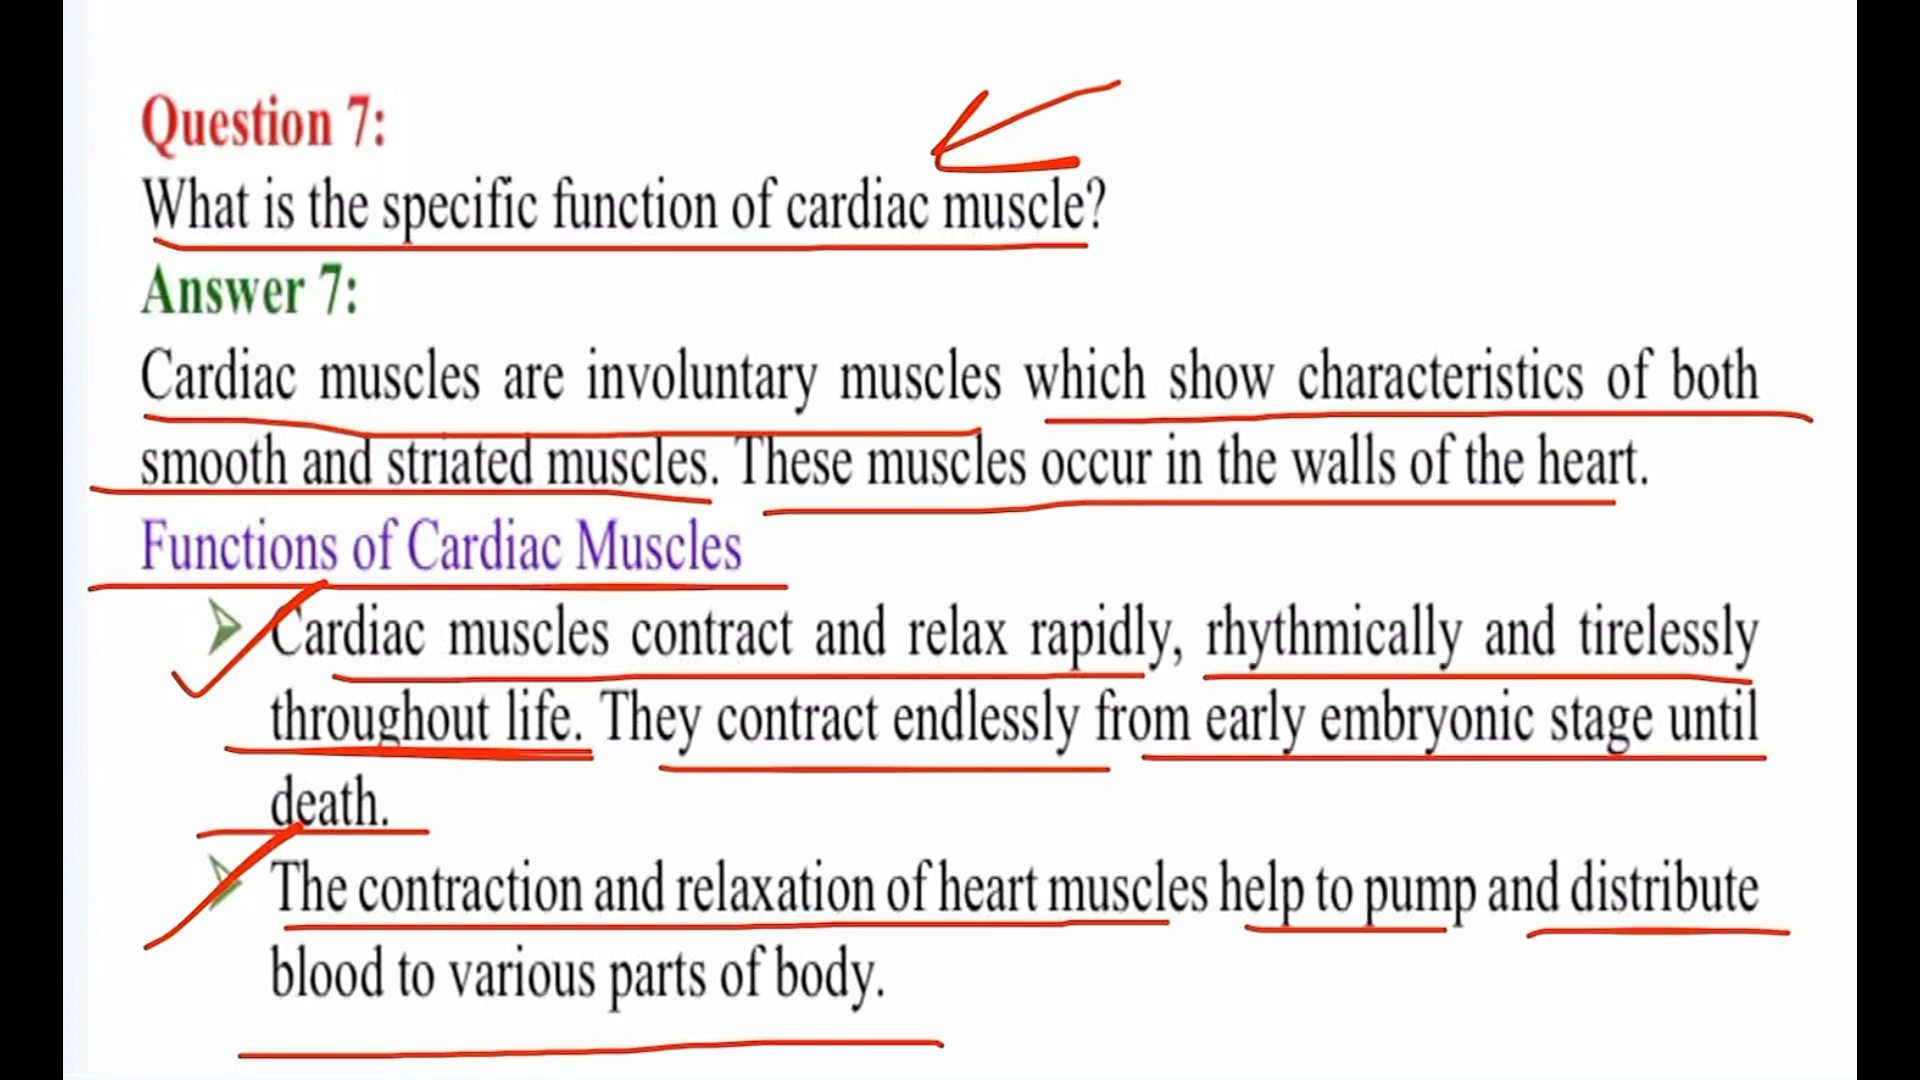 Question 7:
What is the specific function of cardiac muscle?
Answer 7:
Cardiac muscles are involuntary muscles which show characteristics of both
smooth and striated muscles. These muscles occur in the walls of the heart.
Functions of Cardiac Muscles
Cardiac muscles contract and relax rapidly, rhythmically and tirelessly
throughout life. They contract endlessly from early embryonic stage until
death.
The contraction and relaxation of heart muscles help to pump and distribute
blood to various parts of body.